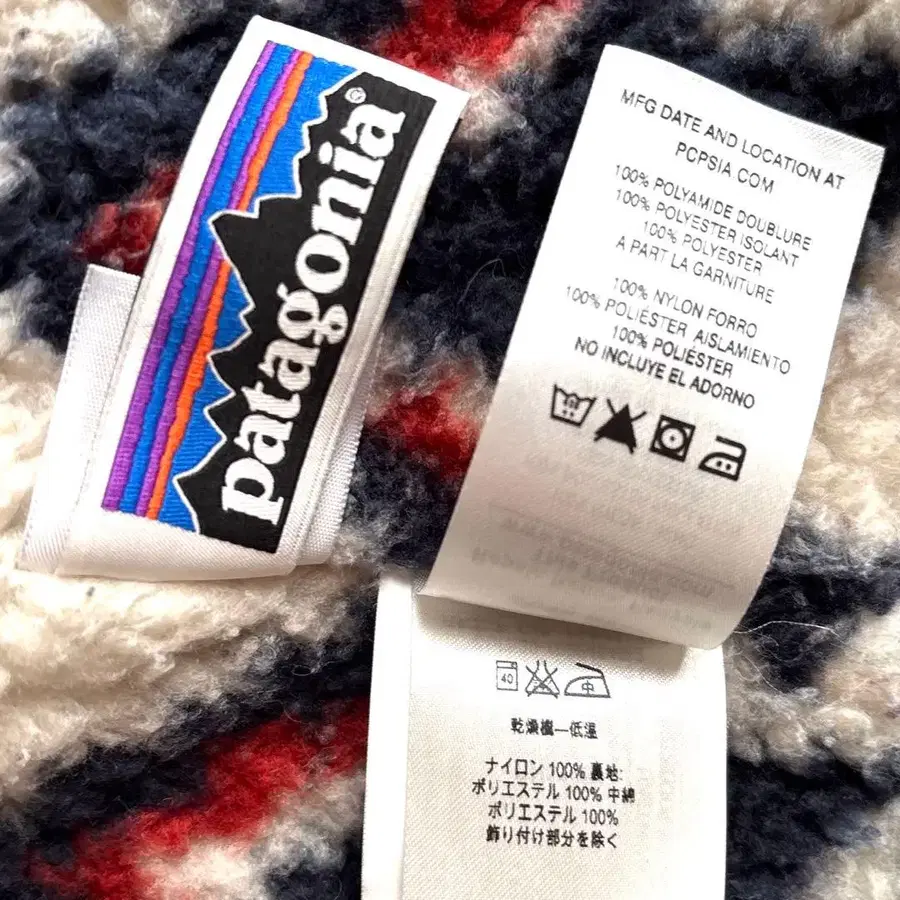 patagonia®
MFG DATE AND LOCATION AT
PCPSIA COM
100% POLYAMIDE DOUBLURE
100% POLYESTER ISOLANT
100% POLYESTER
A PART LA GARNITURE
100% NYLON FORRO
100% POLIÉSTER AISLAMIENTO
100% POLIÉSTER
NO INCLUYE EL ADORNO
40
中
乾燥機—低温
ナイロン 100% 裏地:
ポリエステル 100% 中綿
ポリエステル 100%
飾り付け部分を除く